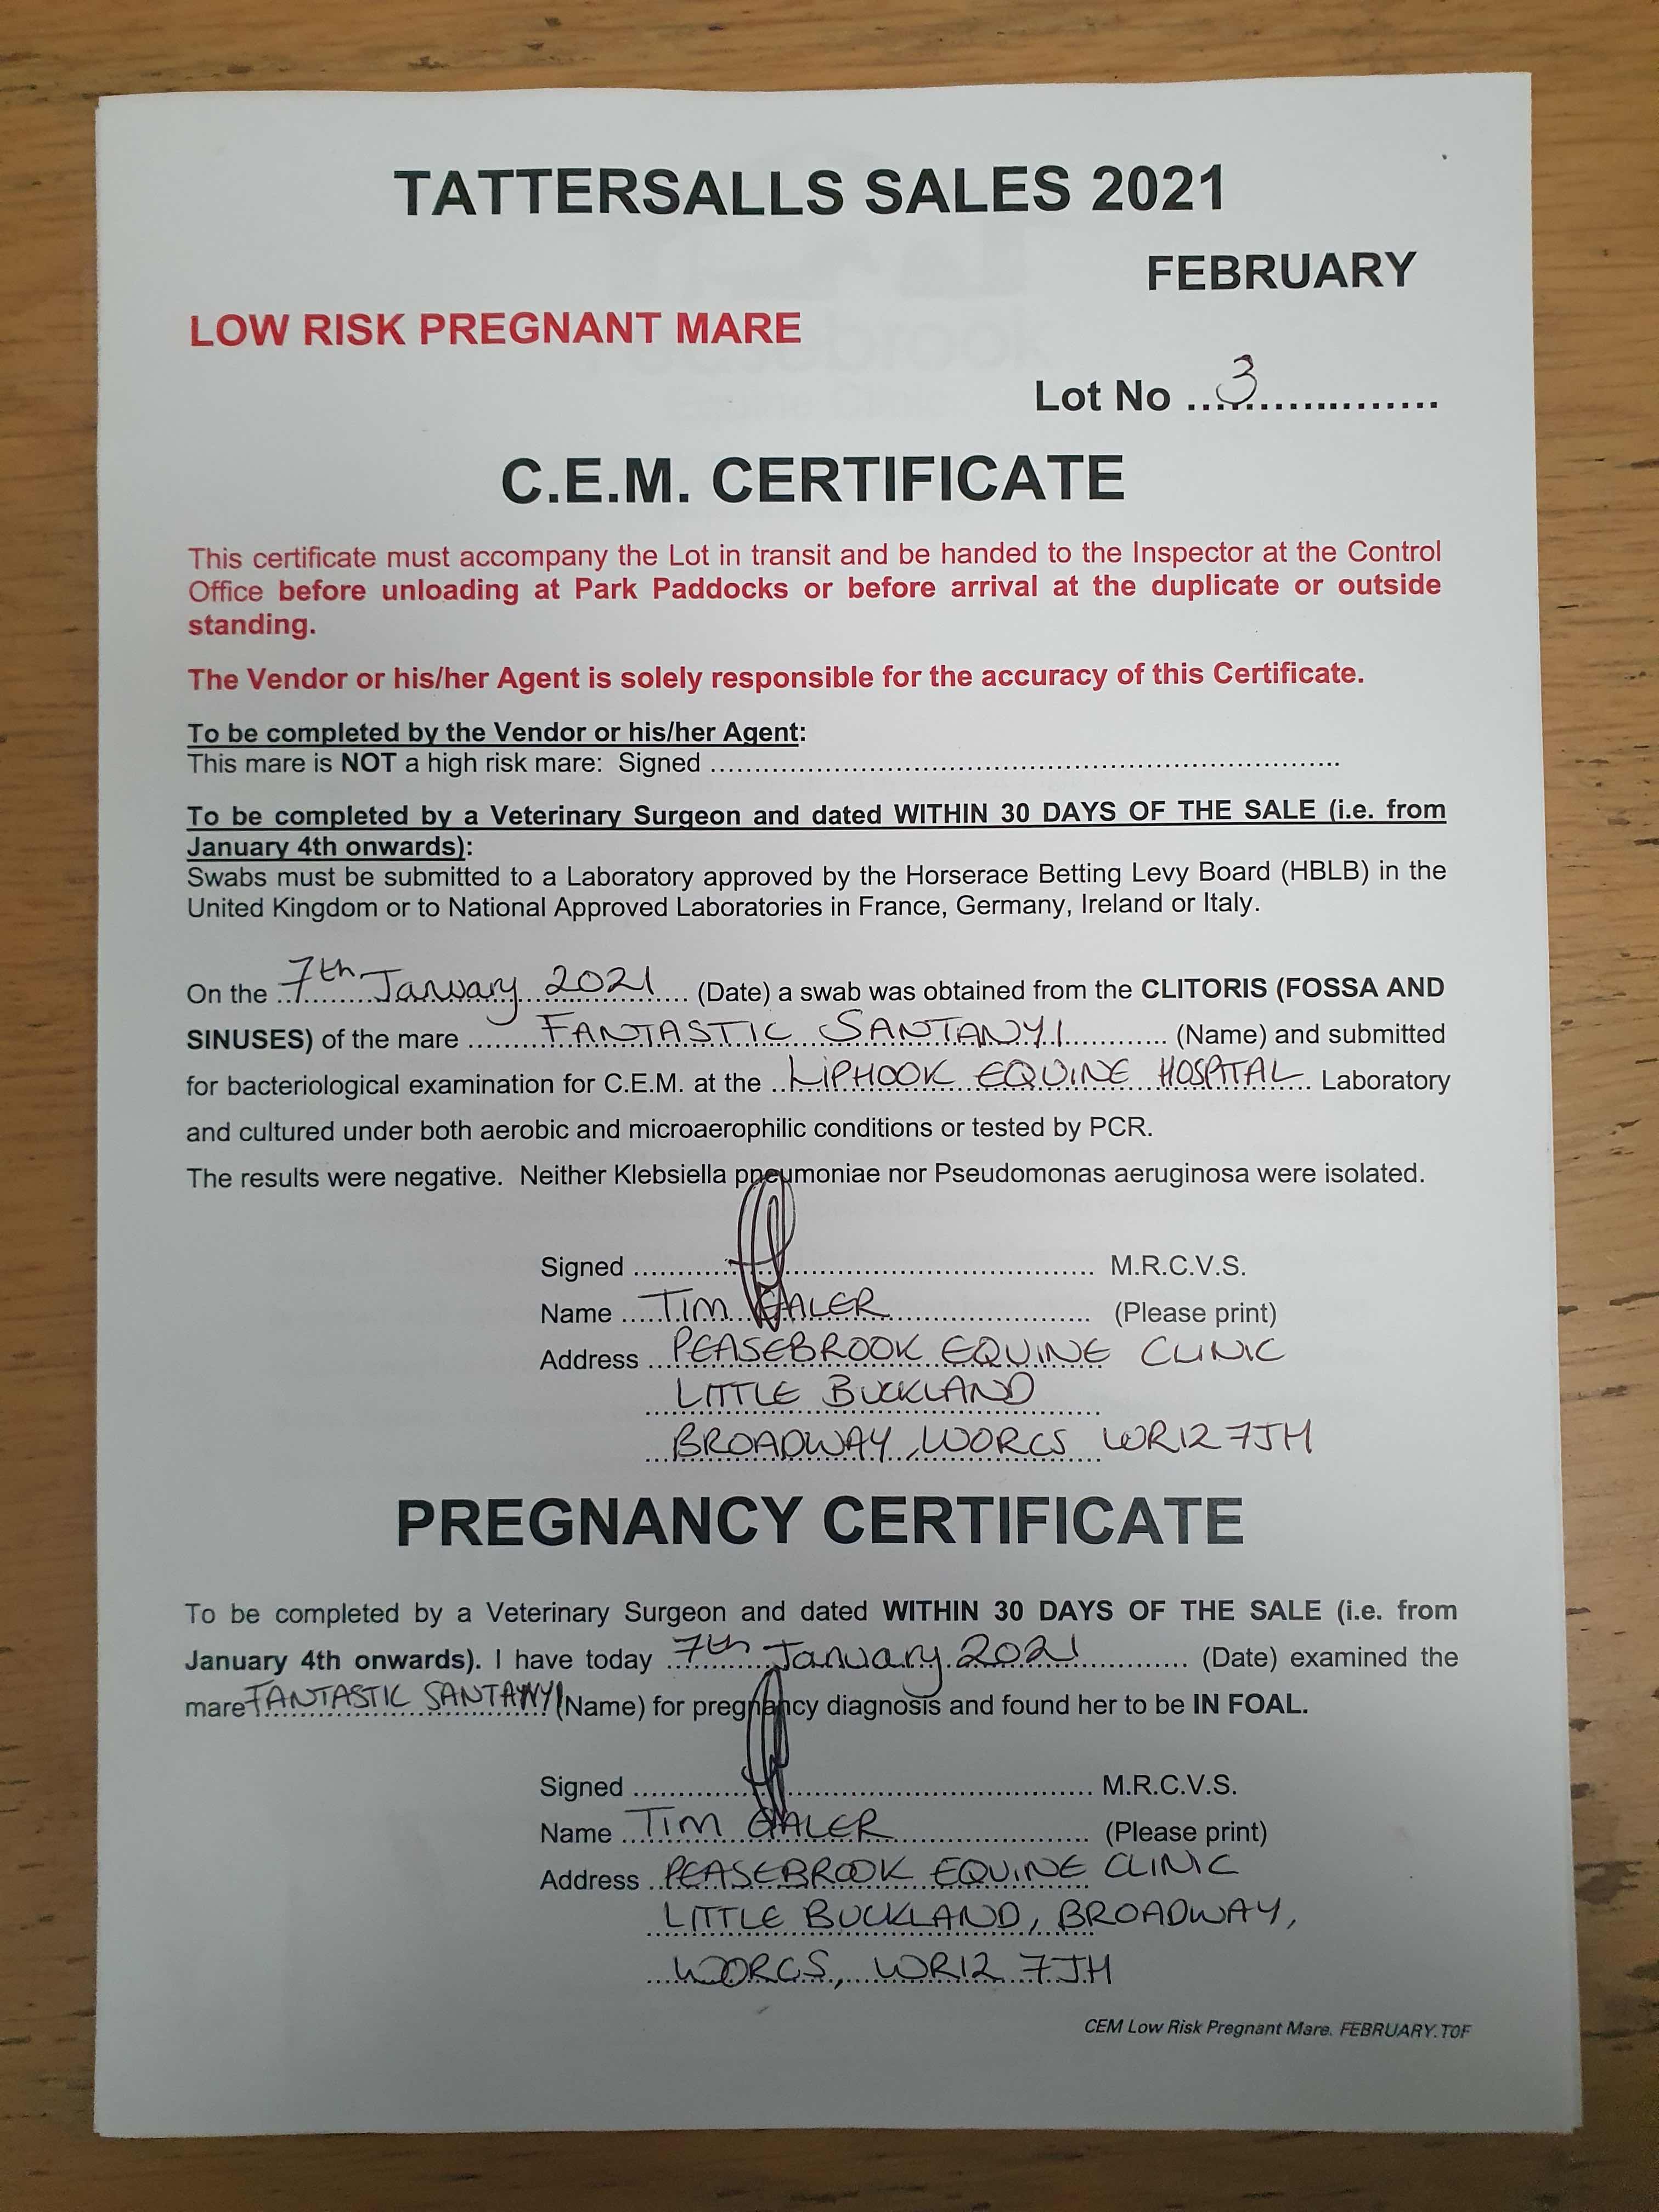 TATTERSALLS SALES 2021
FEBRUARY
LOW RISK PREGNANT MARE
Lot No ...3...................
C.E.M. CERTIFICATE
This certificate must accompany the Lot in transit and be handed to the Inspector at the Control
Office before unloading at Park Paddocks or before arrival at the duplicate or outside
standing.
The Vendor or his/her Agent is solely responsible for the accuracy of this Certificate.
To be completed by the Vendor or his/her Agent:
This mare is NOT a high risk mare: Signed ..........................................................................................
To be completed by a Veterinary Surgeon and dated WITHIN 30 DAYS OF THE SALE (i.e. from
January 4th onwards):
Swabs must be submitted to a Laboratory approved by the Horserace Betting Levy Board (HBLB) in the
United Kingdom or to National Approved Laboratories in France, Germany, Ireland or Italy.
On the 7th January 2021 (Date) a swab was obtained from the CLITORIS (FOSSA AND
SINUSES) of the mare FANTASTIC SANTANYI (Name) and submitted
for bacteriological examination for C.E.M. at the LIPHOOK EQUINE HOSPITAL Laboratory
and cultured under both aerobic and microaerophilic conditions or tested by PCR.
The results were negative. Neither Klebsiella pneumoniae nor Pseudomonas aeruginosa were isolated.
Signed ................................................................ M.R.C.V.S.
Name TIM GALER (Please print)
Address PEASEBROOK EQUINE CLINIC
LITTLE BUCKLAND
BROADWAY, WORCS WR12 7JH
PREGNANCY CERTIFICATE
To be completed by a Veterinary Surgeon and dated WITHIN 30 DAYS OF THE SALE (i.e. from
January 4th onwards). I have today 7th January 2021 (Date) examined the
mare FANTASTIC SANTANYI (Name) for pregnancy diagnosis and found her to be IN FOAL.
Signed ................................................................ M.R.C.V.S.
Name TIM GALER (Please print)
Address PEASEBROOK EQUINE CLINIC
LITTLE BUCKLAND, BROADWAY,
WORCS, WR12 7JH
CEM Low Risk Pregnant Mare. FEBRUARY.TOF